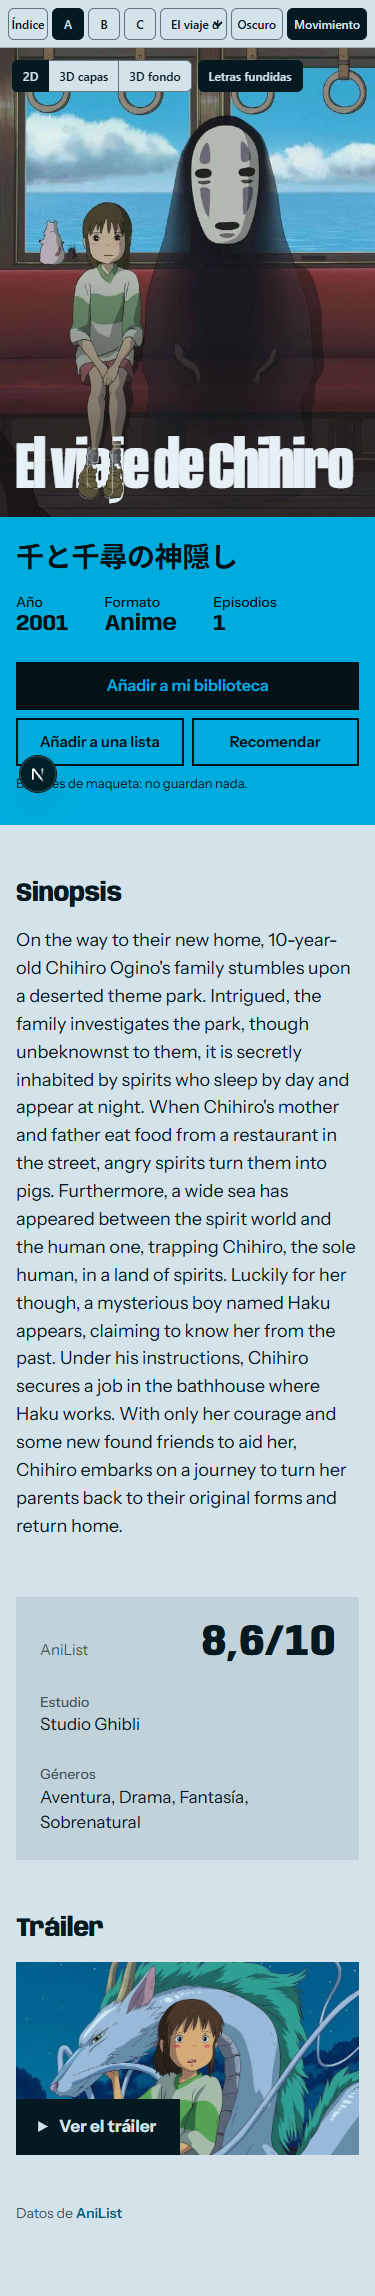 Índice A B C El viaje d Oscuro Movimiento
2D 3D capas 3D fondo Letras fundidas
El viaje de Chihiro
千と千尋の神隠し
Año Formato Episodios
2001 Anime 1
Añadir a mi biblioteca
Añadir a una lista Recomendar
N
es de maqueta: no guardan nada.
Sinopsis
On the way to their new home, 10-year-
old Chihiro Ogino's family stumbles upon
a deserted theme park. Intrigued, the
family investigates the park, though
unbeknownst to them, it is secretly
inhabited by spirits who sleep by day and
appear at night. When Chihiro's mother
and father eat food from a restaurant in
the street, angry spirits turn them into
pigs. Furthermore, a wide sea has
appeared between the spirit world and
the human one, trapping Chihiro, the sole
human, in a land of spirits. Luckily for her
though, a mysterious boy named Haku
appears, claiming to know her from the
past. Under his instructions, Chihiro
secures a job in the bathhouse where
Haku works. With only her courage and
some new found friends to aid her,
Chihiro embarks on a journey to turn her
parents back to their original forms and
return home.
AniList 8,6/10
Estudio
Studio Ghibli
Géneros
Aventura, Drama, Fantasía,
Sobrenatural
Tráiler
Ver el tráiler
Datos de AniList